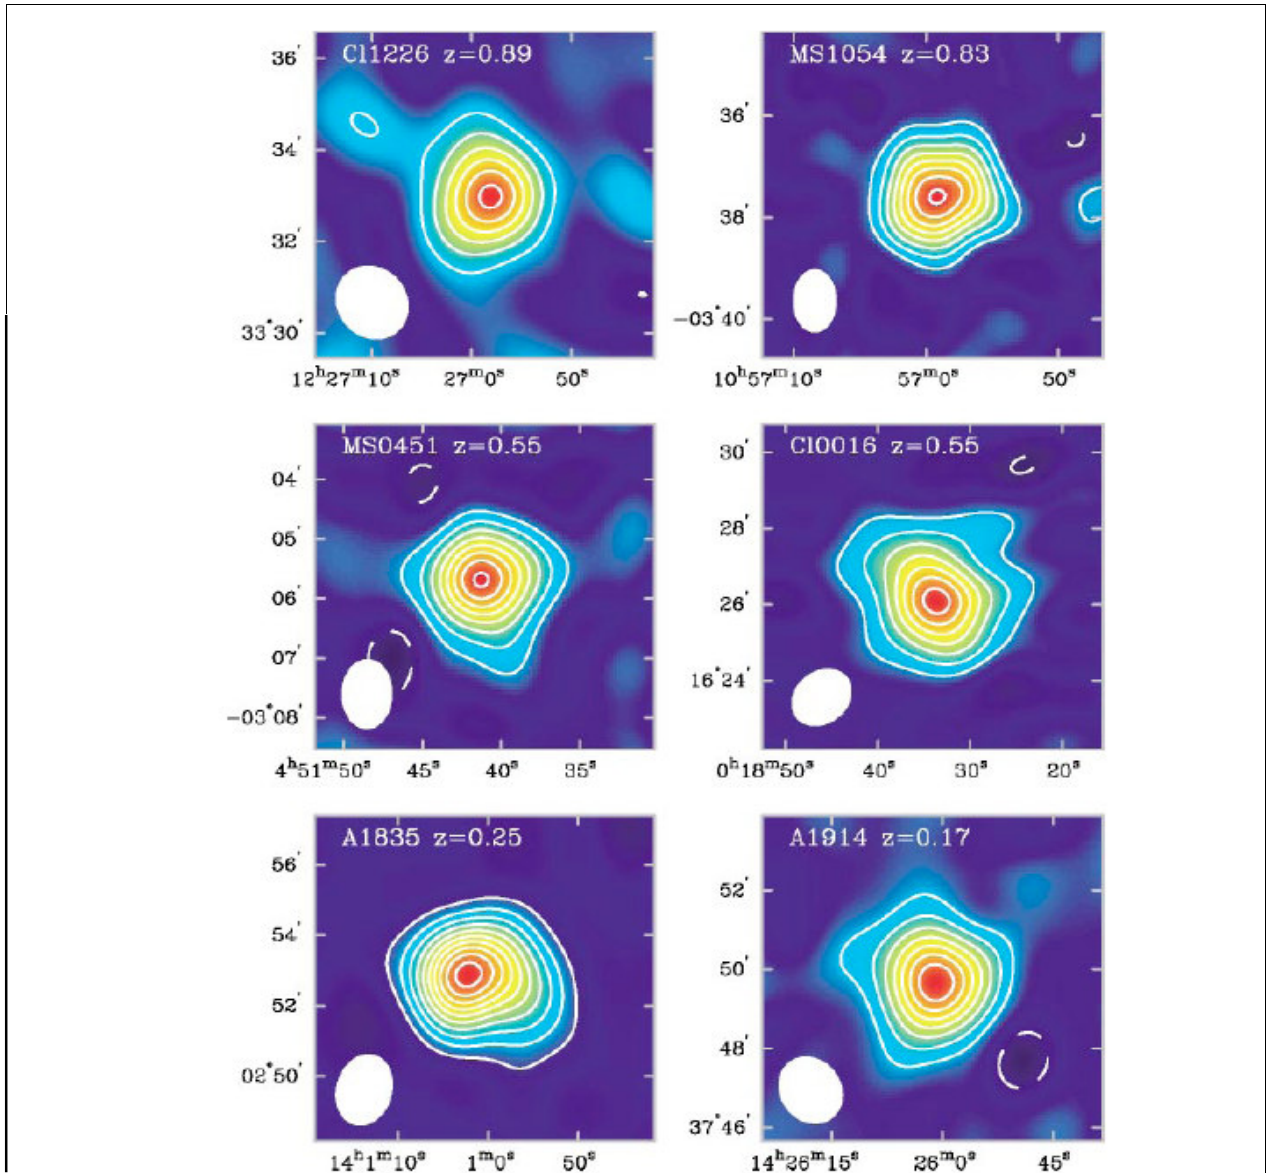 Cl1226 z=0.89
36′
34′
32′
33°30′
12ʰ27ᵐ10ˢ 27ᵐ0ˢ 50ˢ
MS1054 z=0.83
36′
38′
−03°40′
10ʰ57ᵐ10ˢ 57ᵐ0ˢ 50ˢ
MS0451 z=0.55
04′
05′
06′
07′
−03°08′
4ʰ51ᵐ50ˢ 45ˢ 40ˢ 35ˢ
Cl0016 z=0.55
30′
28′
26′
16°24′
0ʰ18ᵐ50ˢ 40ˢ 30ˢ 20ˢ
A1835 z=0.25
56′
54′
52′
02°50′
14ʰ1ᵐ10ˢ 1ᵐ0ˢ 50ˢ
A1914 z=0.17
52′
50′
48′
37°46′
14ʰ26ᵐ15ˢ 26ᵐ0ˢ 45ˢ